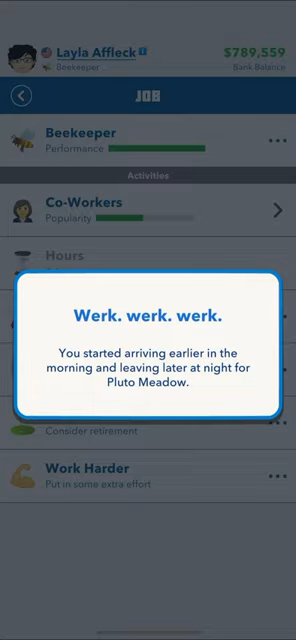 Layla Affleck i
Beekeeper ...
$789,559
Bank Balance
JOB
Beekeeper
Performance
Activities
Co-Workers
Popularity
Hours
Werk. werk. werk.
You started arriving earlier in the
morning and leaving later at night for
Pluto Meadow.
Consider retirement
Work Harder
Put in some extra effort